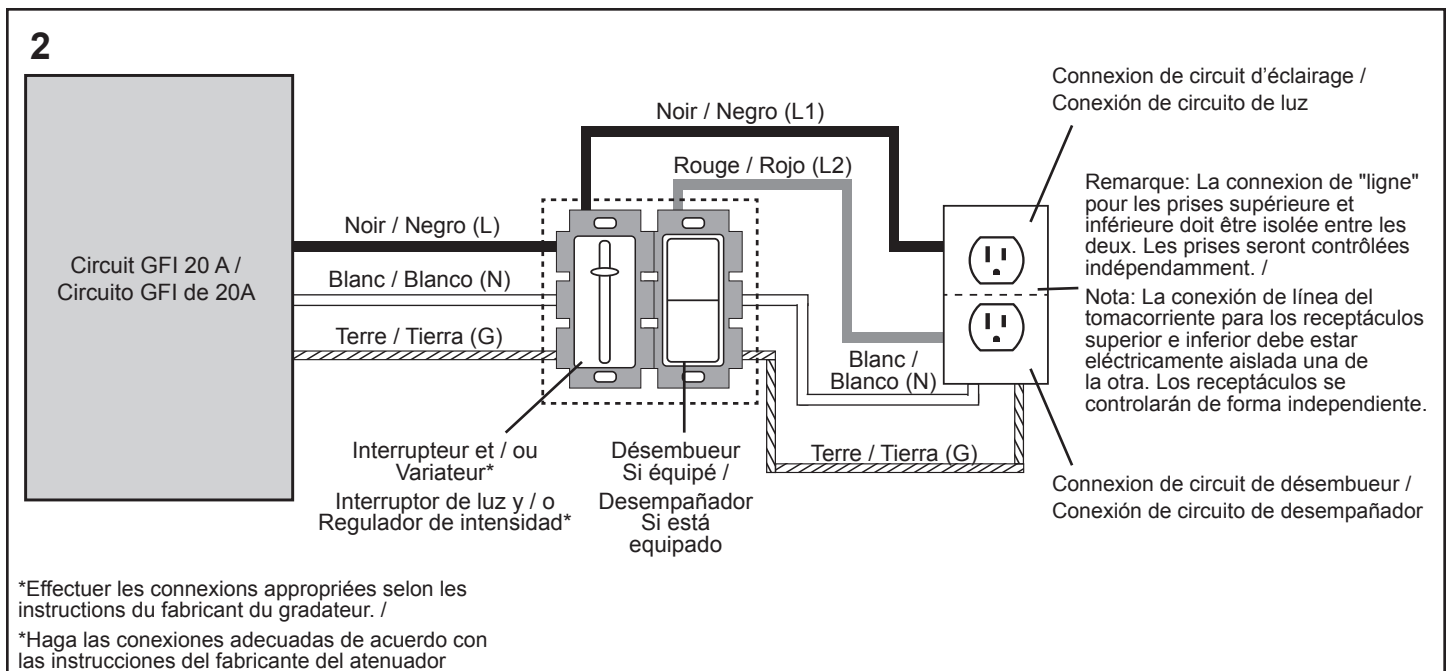 2
Circuit GFI 20 A /
Circuito GFI de 20A
Noir / Negro (L)
Blanc / Blanco (N)
Terre / Tierra (G)
Noir / Negro (L1)
Rouge / Rojo (L2)
Blanc /
Blanco (N)
Terre / Tierra (G)
Interrupteur et / ou
Variateur*
Interruptor de luz y / o
Regulador de intensidad*
Désembueur
Si équipé /
Desempañador
Si está
equipado
Connexion de circuit d'éclairage /
Conexión de circuito de luz
Remarque: La connexion de "ligne"
pour les prises supérieure et
inférieure doit être isolée entre les
deux. Les prises seront contrôlées
indépendamment. /
Nota: La conexión de línea del
tomacorriente para los receptáculos
superior e inferior debe estar
eléctricamente aislada una de
la otra. Los receptáculos se
controlarán de forma independiente.
Connexion de circuit de désembueur /
Conexión de circuito de desempañador
*Effectuer les connexions appropriées selon les
instructions du fabricant du gradateur. /
*Haga las conexiones adecuadas de acuerdo con
las instrucciones del fabricante del atenuador